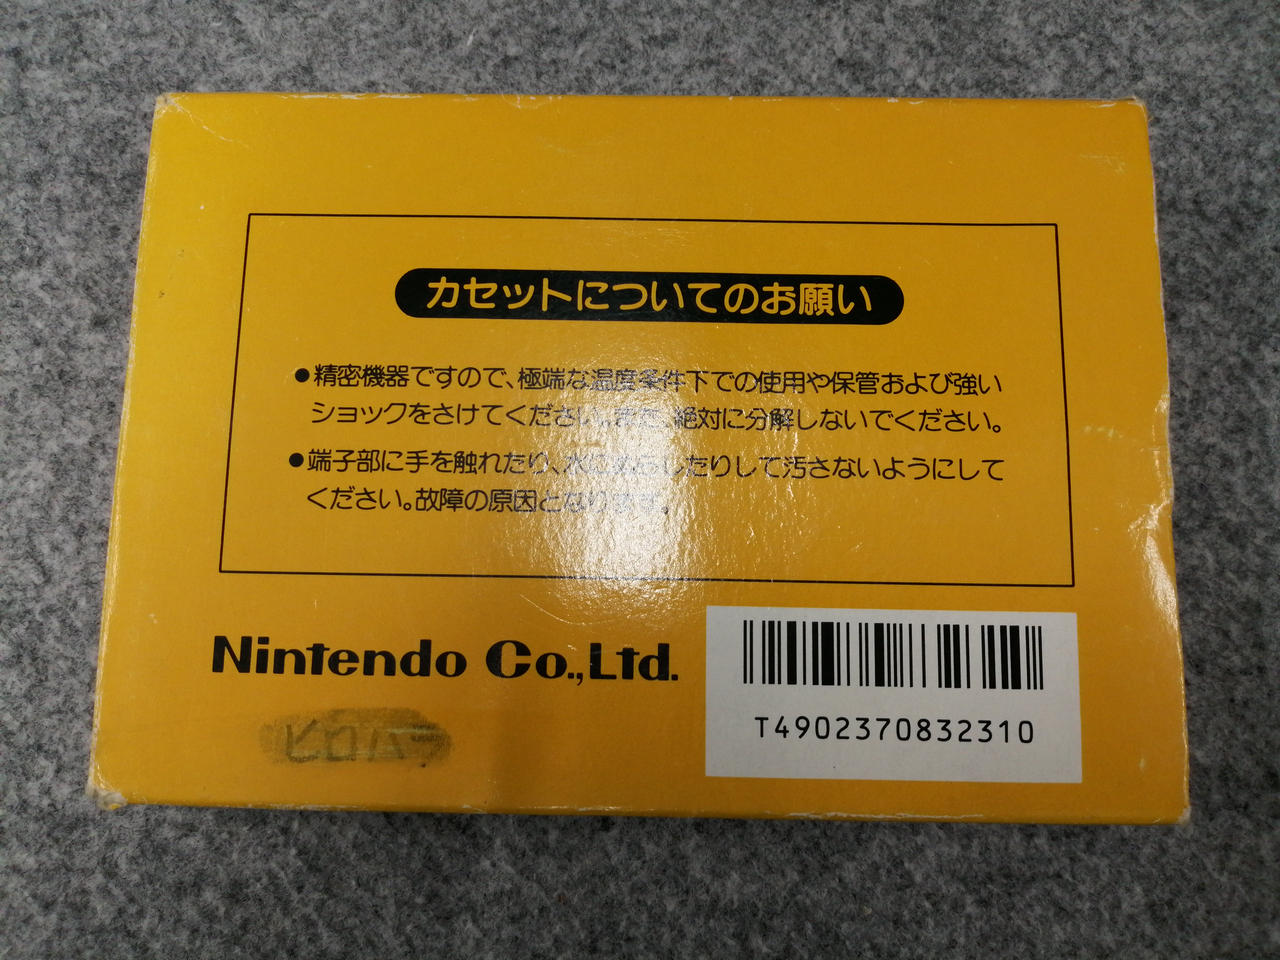 カセットについてのお願い
●精密機器ですので、極端な温度条件下での使用や保管および強い
ショックをさけてください。また、絶対に分解しないでください。
●端子部に手を触れたり、水にぬらしたりして汚さないようにして
ください。故障の原因となります。
Nintendo Co.,Ltd.
T4902370832310
ヒロムラ